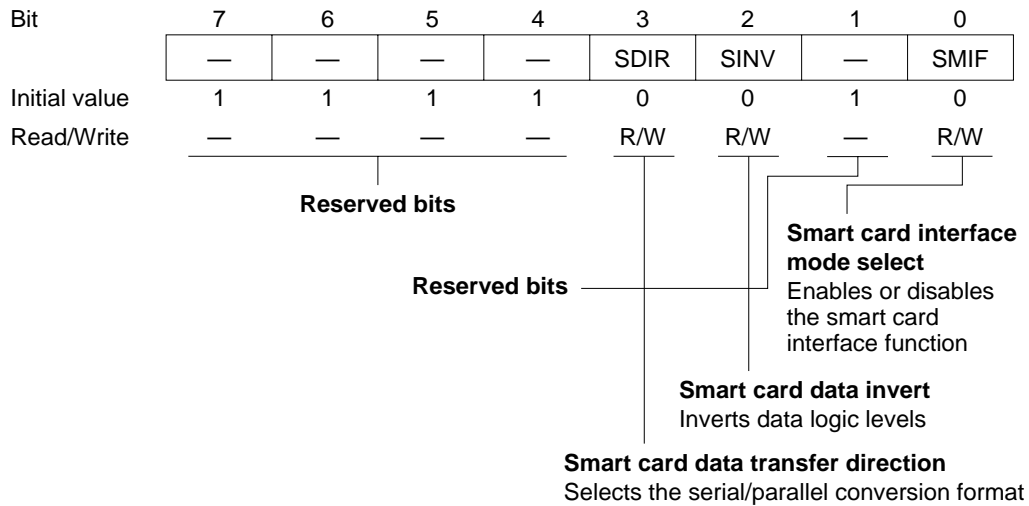 Bit 7 6 5 4 3 2 1 0
— — — — SDIR SINV — SMIF
Initial value 1 1 1 1 0 0 1 0
Read/Write — — — — R/W R/W — R/W
Reserved bits
Smart card interface
mode select
Enables or disables
the smart card
interface function
Reserved bits
Smart card data invert
Inverts data logic levels
Smart card data transfer direction
Selects the serial/parallel conversion format